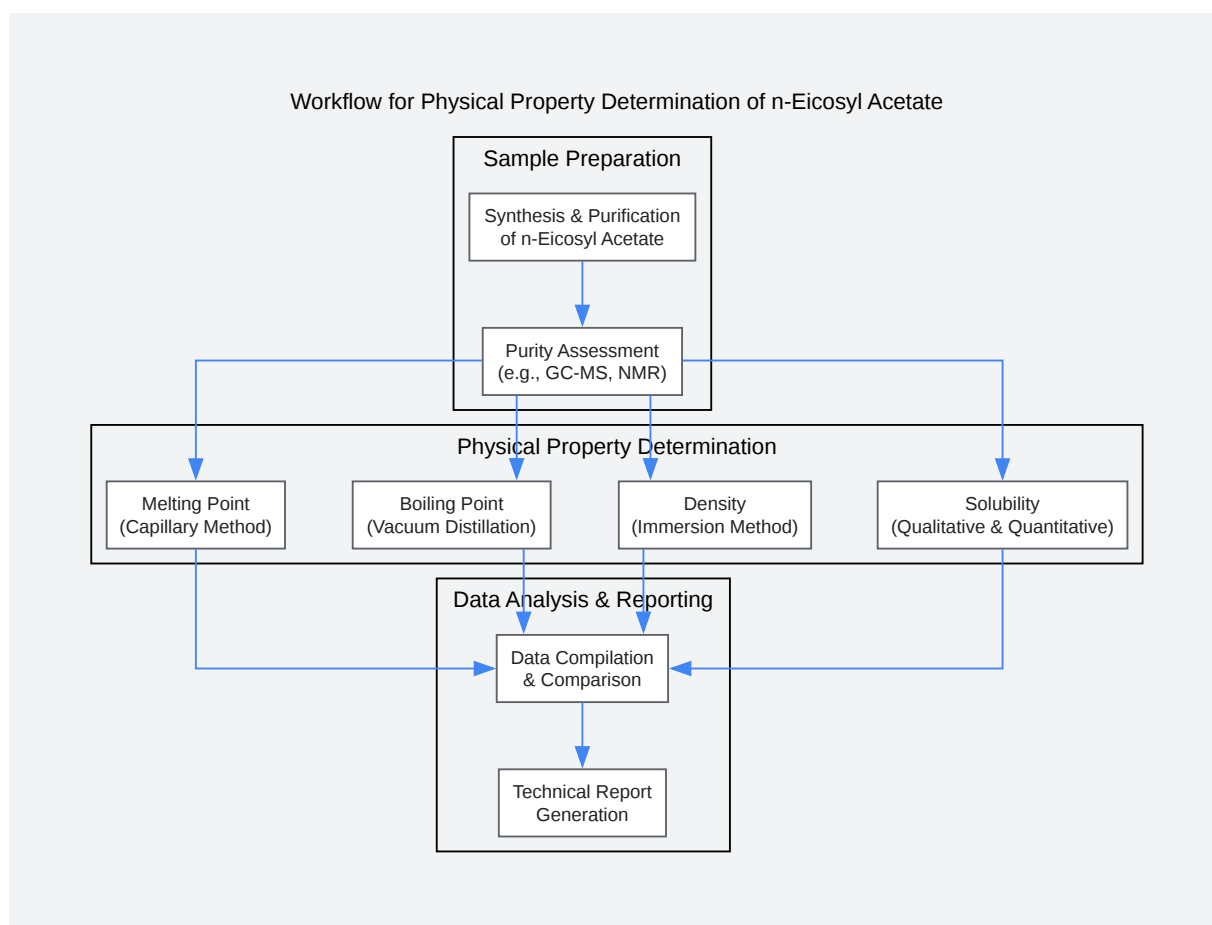 Workflow for Physical Property Determination of n-Eicosyl Acetate
Sample Preparation
Synthesis & Purification
of n-Eicosyl Acetate
Purity Assessment
(e.g., GC-MS, NMR)
Physical Property Determination
Melting Point
(Capillary Method)
Boiling Point
(Vacuum Distillation)
Density
(Immersion Method)
Solubility
(Qualitative & Quantitative)
Data Analysis & Reporting
Data Compilation
& Comparison
Technical Report
Generation